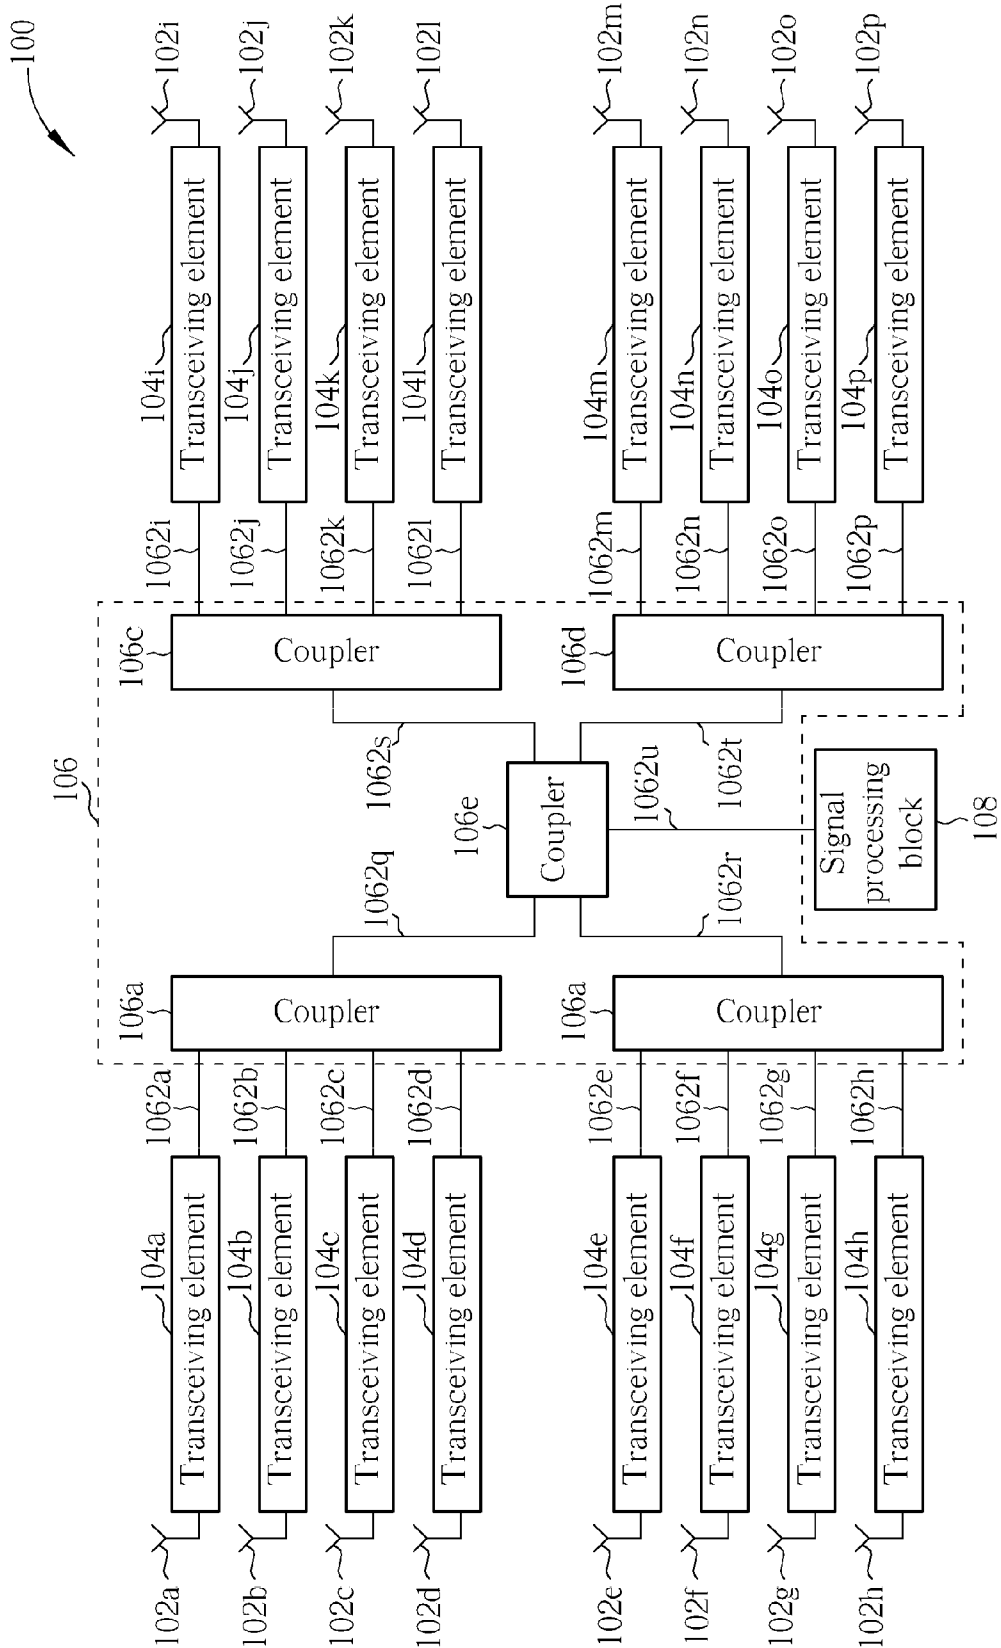 100
106
102a
104a
Transceiving element
1062a
106a
Coupler
102b
104b
Transceiving element
1062b
102c
104c
Transceiving element
1062c
102d
104d
Transceiving element
1062d
1062q
1062s
106c
Coupler
1062i
104i
Transceiving element
102i
1062j
104j
Transceiving element
102j
1062k
104k
Transceiving element
102k
1062l
104l
Transceiving element
102l
106e
Coupler
1062u
1062r
1062t
102e
104e
Transceiving element
1062e
106a
Coupler
102f
104f
Transceiving element
1062f
102g
104g
Transceiving element
1062g
102h
104h
Transceiving element
1062h
106d
Coupler
1062m
104m
Transceiving element
102m
1062n
104n
Transceiving element
102n
1062o
104o
Transceiving element
102o
1062p
104p
Transceiving element
102p
Signal
processing
block
108